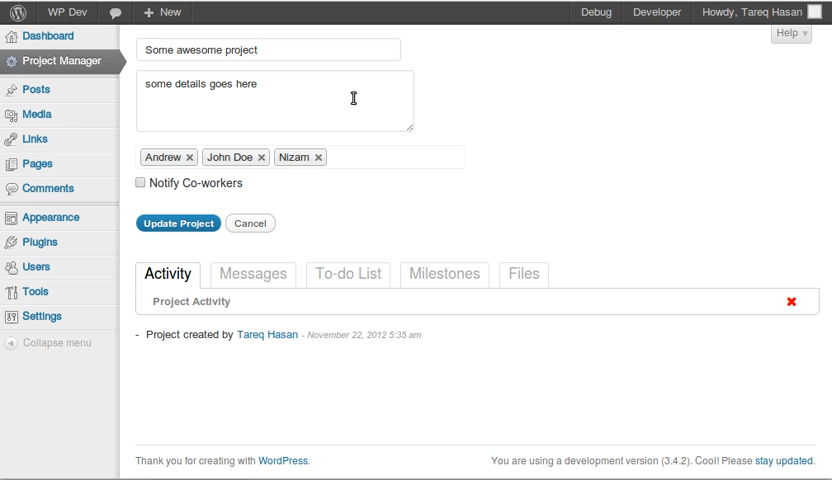 WP Dev + New Debug Developer Howdy, Tareq Hasan
Help
Dashboard
Project Manager
Posts
Media
Links
Pages
Comments
Appearance
Plugins
Users
Tools
Settings
Collapse menu
Some awesome project
some details goes here
Andrew × John Doe × Nizam ×
Notify Co-workers
Update Project Cancel
Activity Messages To-do List Milestones Files
Project Activity
- Project created by Tareq Hasan - November 22, 2012 5:35 am
Thank you for creating with WordPress. You are using a development version (3.4.2). Cool! Please stay updated.